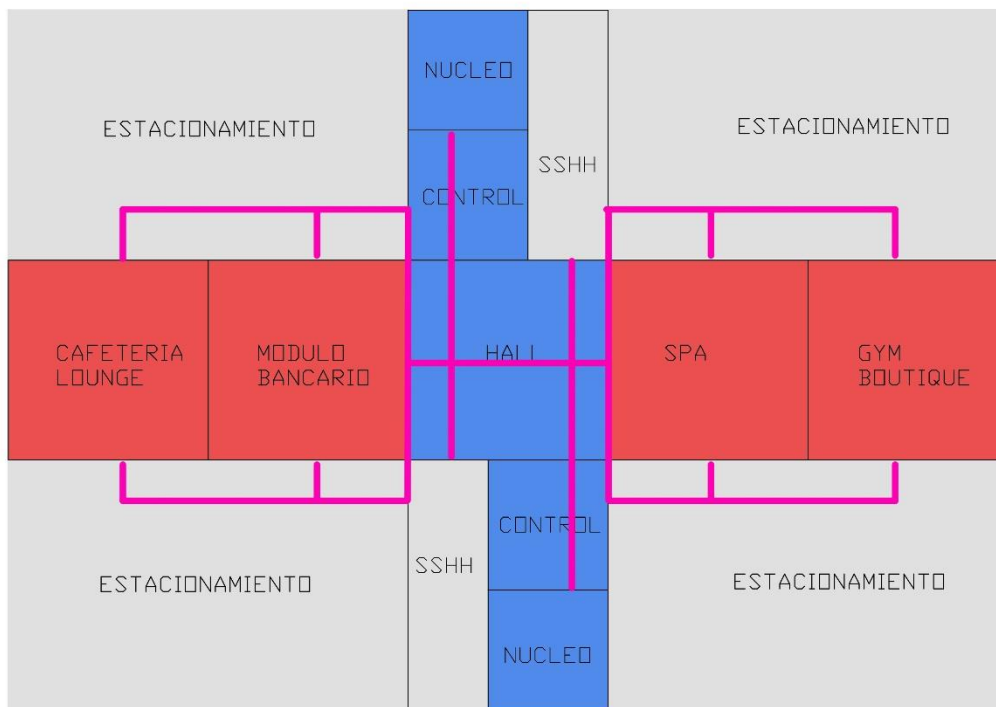 NUCLEO
ESTACIONAMIENTO
ESTACIONAMIENTO
SSHH
CONTROL
CAFETERIA
LOUNGE
MODULO
BANCARIO
HALL
SPA
GYM
BOUTIQUE
CONTROL
SSHH
ESTACIONAMIENTO
ESTACIONAMIENTO
NUCLEO